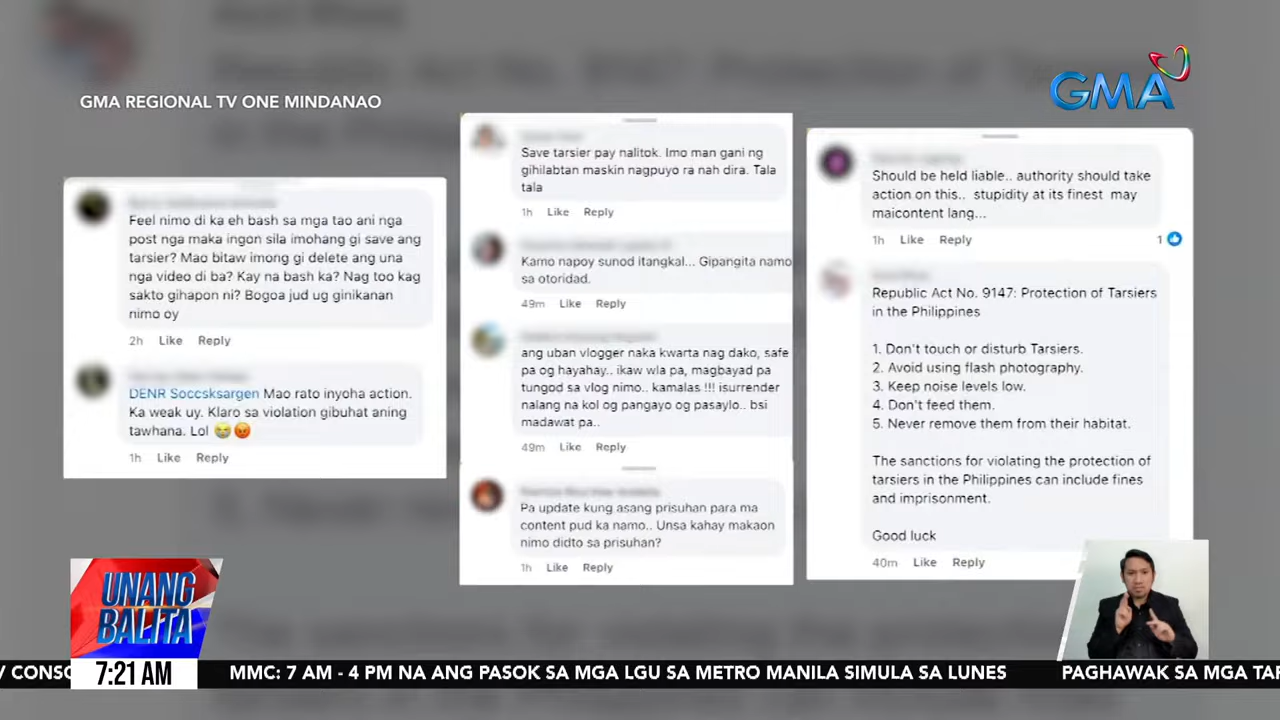 GMA REGIONAL TV ONE MINDANAO
GMA
Feel nimo di ka eh bash sa mga tao ani nga
post nga maka ingon sila imohang gi save ang
tarsier? Mao bitaw imong gi delete ang una
nga video di ba? Kay na bash ka? Nag too kag
sakto gihapon ni? Bogoa jud ug ginikanan
nimo oy
2h Like Reply
DENR Soccsksargen Mao rato inyoha action.
Ka weak uy. Klaro sa violation gibuhat aning
tawhana. Lol 😭😡
1h Like Reply
Save tarsier pay nalitok. Imo man gani ng
gihilabtan maskin nagpuyo ra nah dira. Tala
tala
1h Like Reply
Kamo napoy sunod itangkal... Gipangita namo
sa otoridad.
49m Like Reply
ang uban vlogger naka kwarta nag dako, safe
pa og hayahay.. ikaw wla pa, magbayad pa
tungod sa vlog nimo.. kamalas !!! isurrender
nalang na kol og pangayo og pasaylo.. bsi
madawat pa..
49m Like Reply
Pa update kung asang prisuhan para ma
content pud ka namo.. Unsa kahay makaon
nimo didto sa prisuhan?
1h Like Reply
Should be held liable.. authority should take
action on this.. stupidity at its finest may
maicontent lang...
1h Like Reply 1
Republic Act No. 9147: Protection of Tarsiers
in the Philippines
1. Don't touch or disturb Tarsiers.
2. Avoid using flash photography.
3. Keep noise levels low.
4. Don't feed them.
5. Never remove them from their habitat.
The sanctions for violating the protection of
tarsiers in the Philippines can include fines
and imprisonment.
Good luck
40m Like Reply
UNANG
BALITA
7:21 AM
MMC: 7 AM - 4 PM NA ANG PASOK SA MGA LGU SA METRO MANILA SIMULA SA LUNES PAGHAWAK SA MGA